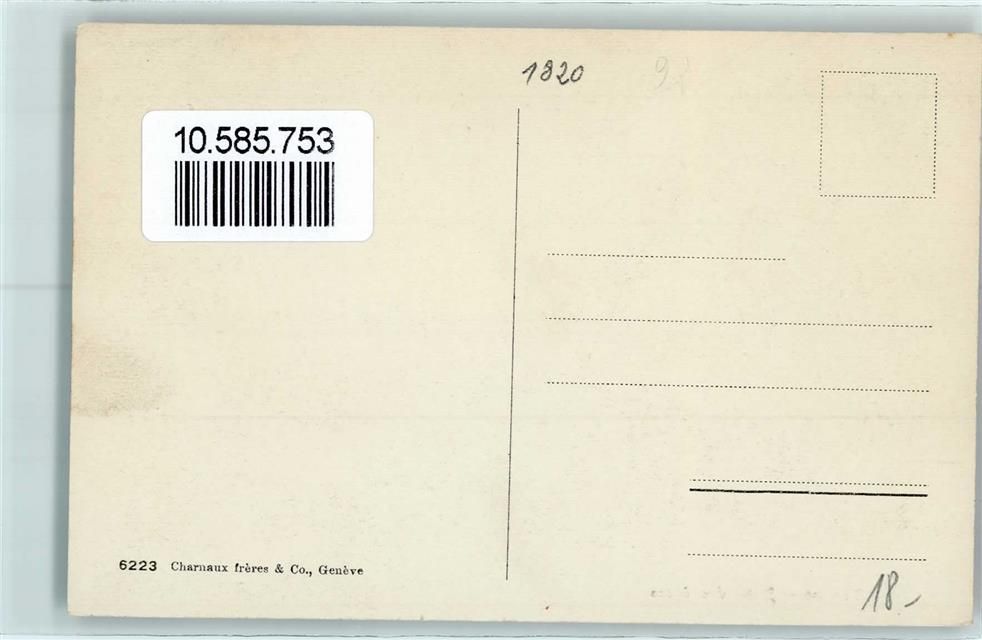 1820
10.585.753
6223 Charnaux frères & Co., Genève
18.-